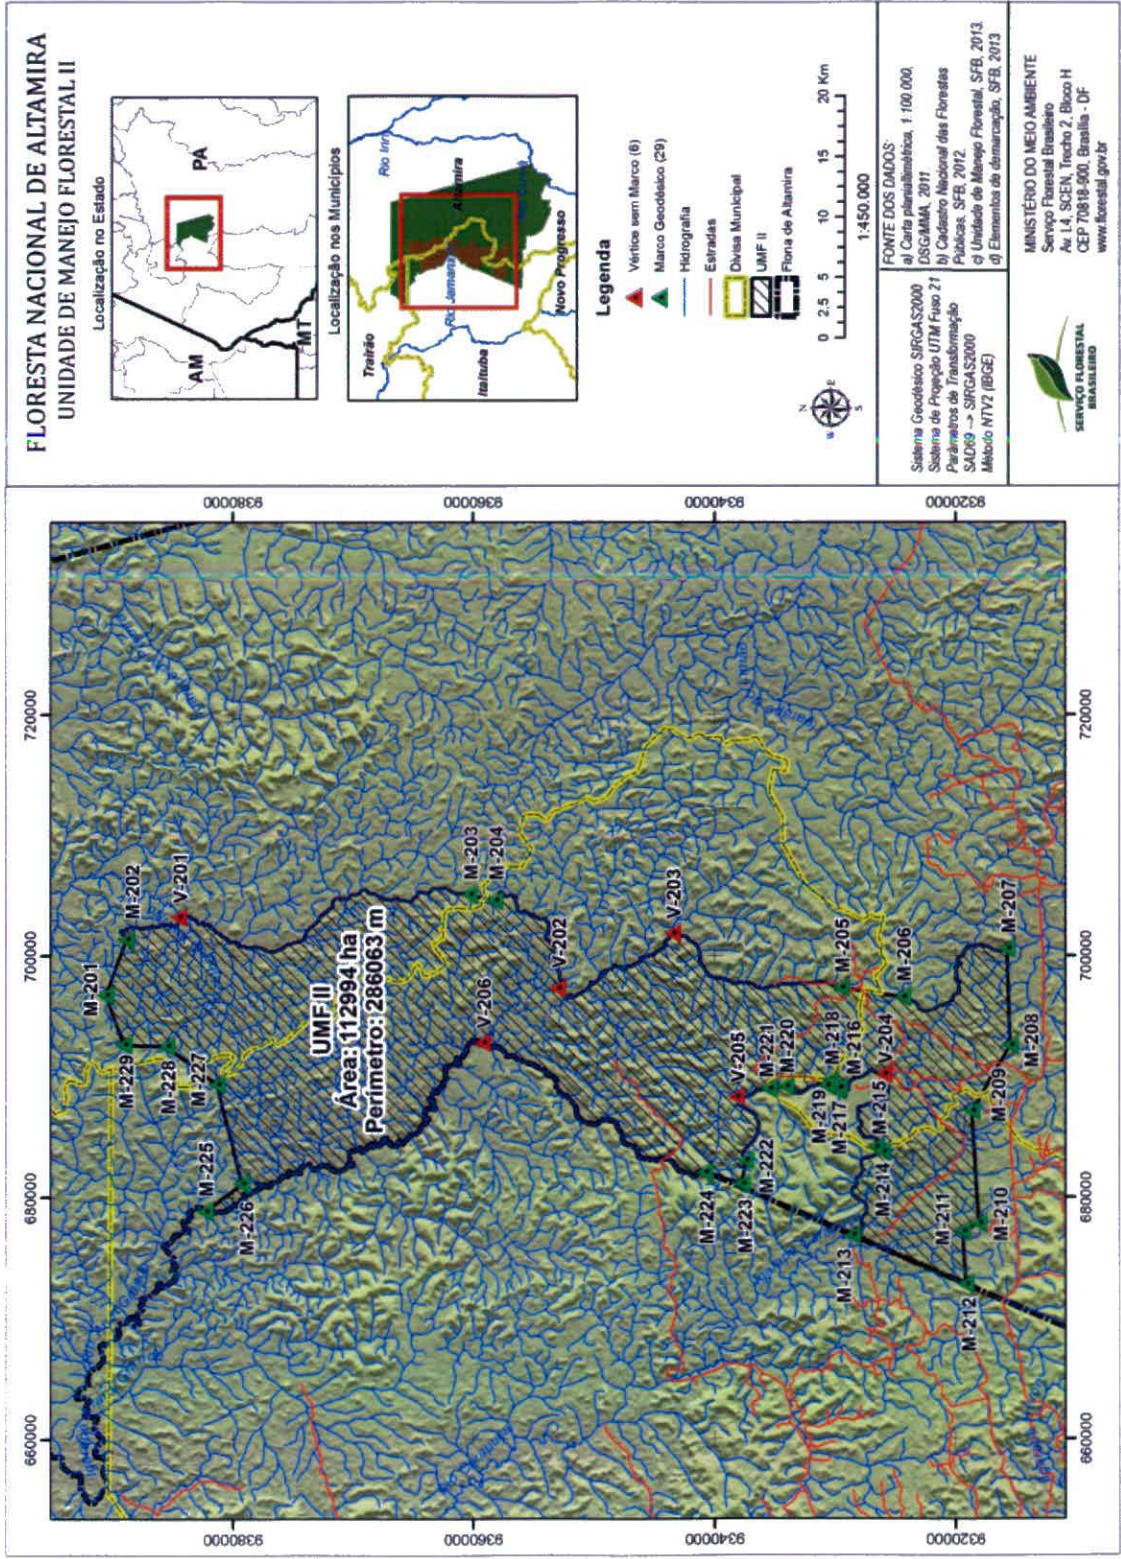 FLORESTA NACIONAL DE ALTAMIRA
UNIDADE DE MANEJO FLORESTAL II
Localização no Estado
AM
PA
MT
Localização nos Municípios
Trairão
Rio Jamanxim
Altamira
Itaituba
Novo Progresso
Legenda
Vértice sem Marco (6)
Marco Geodésico (29)
Hidrografia
Estradas
Divisa Municipal
UMF II
Flona de Altamira
N
W
E
S
0 2.5 5 10 15 20 Km
1:450.000
Sistema Geodésico SIRGAS2000
Sistema de Projeção UTM Fuso 21
Parâmetros de Transformação
SAD69 --> SIRGAS2000
Método NTV2 (IBGE)
FONTE DOS DADOS:
a) Carta planialtimétrica, 1:100.000,
DSG/MMA, 2011.
b) Cadastro Nacional das Florestas
Públicas, SFB, 2012.
c) Unidade de Manejo Florestal, SFB, 2013.
d) Elementos de demarcação, SFB, 2013
SERVIÇO FLORESTAL
BRASILEIRO
MINISTÉRIO DO MEIO AMBIENTE
Serviço Florestal Brasileiro
Av. L4, SCEN, Trecho 2, Bloco H
CEP 70818-900, Brasília - DF
www.florestal.gov.br
660000
680000
700000
720000
9380000
9360000
9340000
9320000
M-201
M-202
V-201
M-229
M-228
M-227
M-225
M-226
UMF II
Área: 112994 ha
Perímetro: 286063 m
M-203
M-204
V-206
V-202
V-203
V-205
M-221
M-220
M-224
M-223
M-222
M-219
M-218
M-217
M-216
M-205
V-204
M-206
M-215
M-214
M-213
M-207
M-208
M-209
M-211
M-210
M-212
660000
680000
700000
720000
9380000
9360000
9340000
9320000